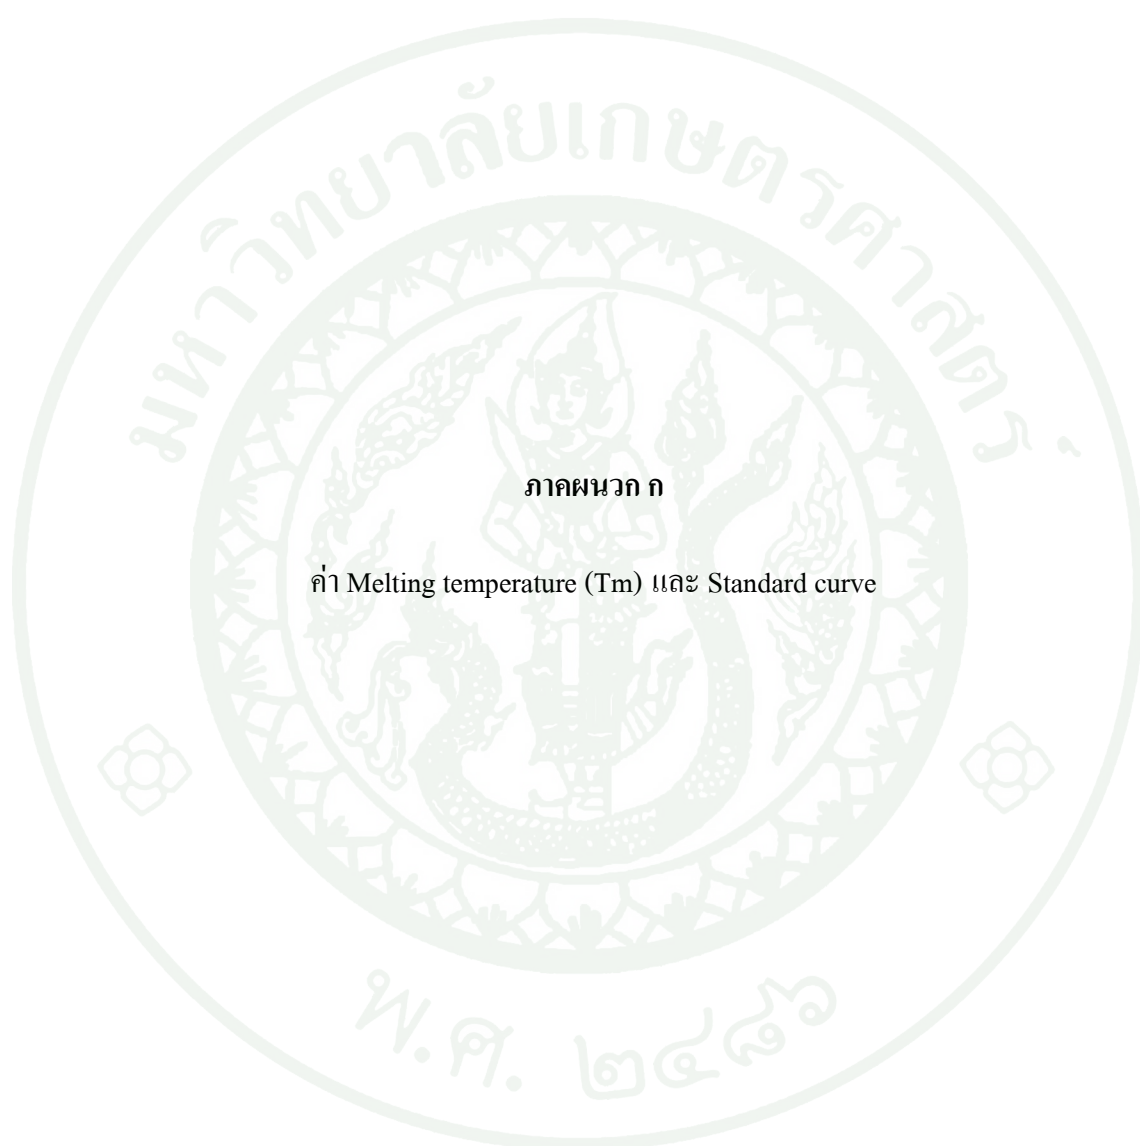 มหาวิทยาลัยเกษตรศาสตร์
ภาคผนวก ก
ค่า Melting temperature (Tm) และ Standard curve
พ.ศ. ๒๔๘๖